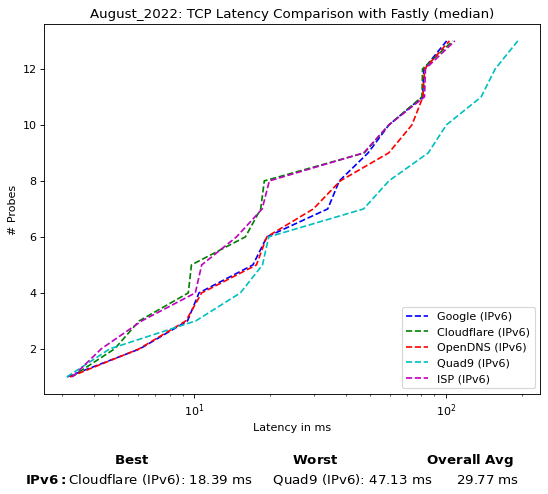 August_2022: TCP Latency Comparison with Fastly (median)
12
10
8
6
4
2
# Probes
Google (IPv6)
Cloudflare (IPv6)
OpenDNS (IPv6)
Quad9 (IPv6)
ISP (IPv6)
10¹ 10²
Latency in ms
Best Worst Overall Avg
IPv6: Cloudflare (IPv6): 18.39 ms Quad9 (IPv6): 47.13 ms 29.77 ms